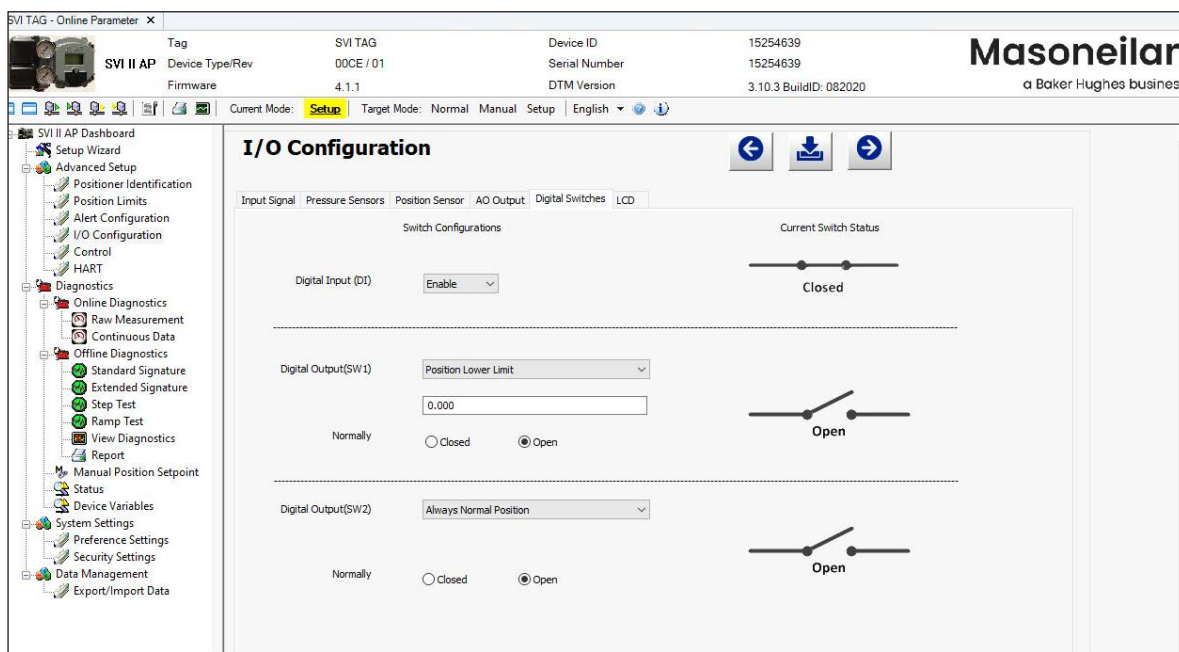 SVI TAG - Online Parameter ×
SVI II AP
Tag SVI TAG Device ID 15254639
Device Type/Rev 00CE / 01 Serial Number 15254639
Firmware 4.1.1 DTM Version 3.10.3 BuildID: 082020
Masoneilan
a Baker Hughes busines
Current Mode: Setup Target Mode: Normal Manual Setup English
SVI II AP Dashboard
Setup Wizard
Advanced Setup
Positioner Identification
Position Limits
Alert Configuration
I/O Configuration
Control
HART
Diagnostics
Online Diagnostics
Raw Measurement
Continuous Data
Offline Diagnostics
Standard Signature
Extended Signature
Step Test
Ramp Test
View Diagnostics
Report
Manual Position Setpoint
Status
Device Variables
System Settings
Preference Settings
Security Settings
Data Management
Export/Import Data
I/O Configuration
Input Signal Pressure Sensors Position Sensor AO Output Digital Switches LCD
Switch Configurations Current Switch Status
Digital Input (DI) Enable
Closed
Digital Output(SW1) Position Lower Limit
0.000
Normally Closed Open
Open
Digital Output(SW2) Always Normal Position
Normally Closed Open
Open